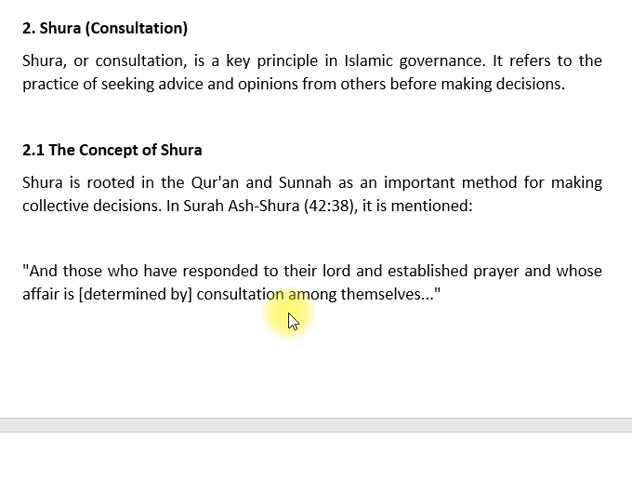 2. Shura (Consultation)
Shura, or consultation, is a key principle in Islamic governance. It refers to the
practice of seeking advice and opinions from others before making decisions.
2.1 The Concept of Shura
Shura is rooted in the Qur'an and Sunnah as an important method for making
collective decisions. In Surah Ash-Shura (42:38), it is mentioned:
"And those who have responded to their lord and established prayer and whose
affair is [determined by] consultation among themselves..."